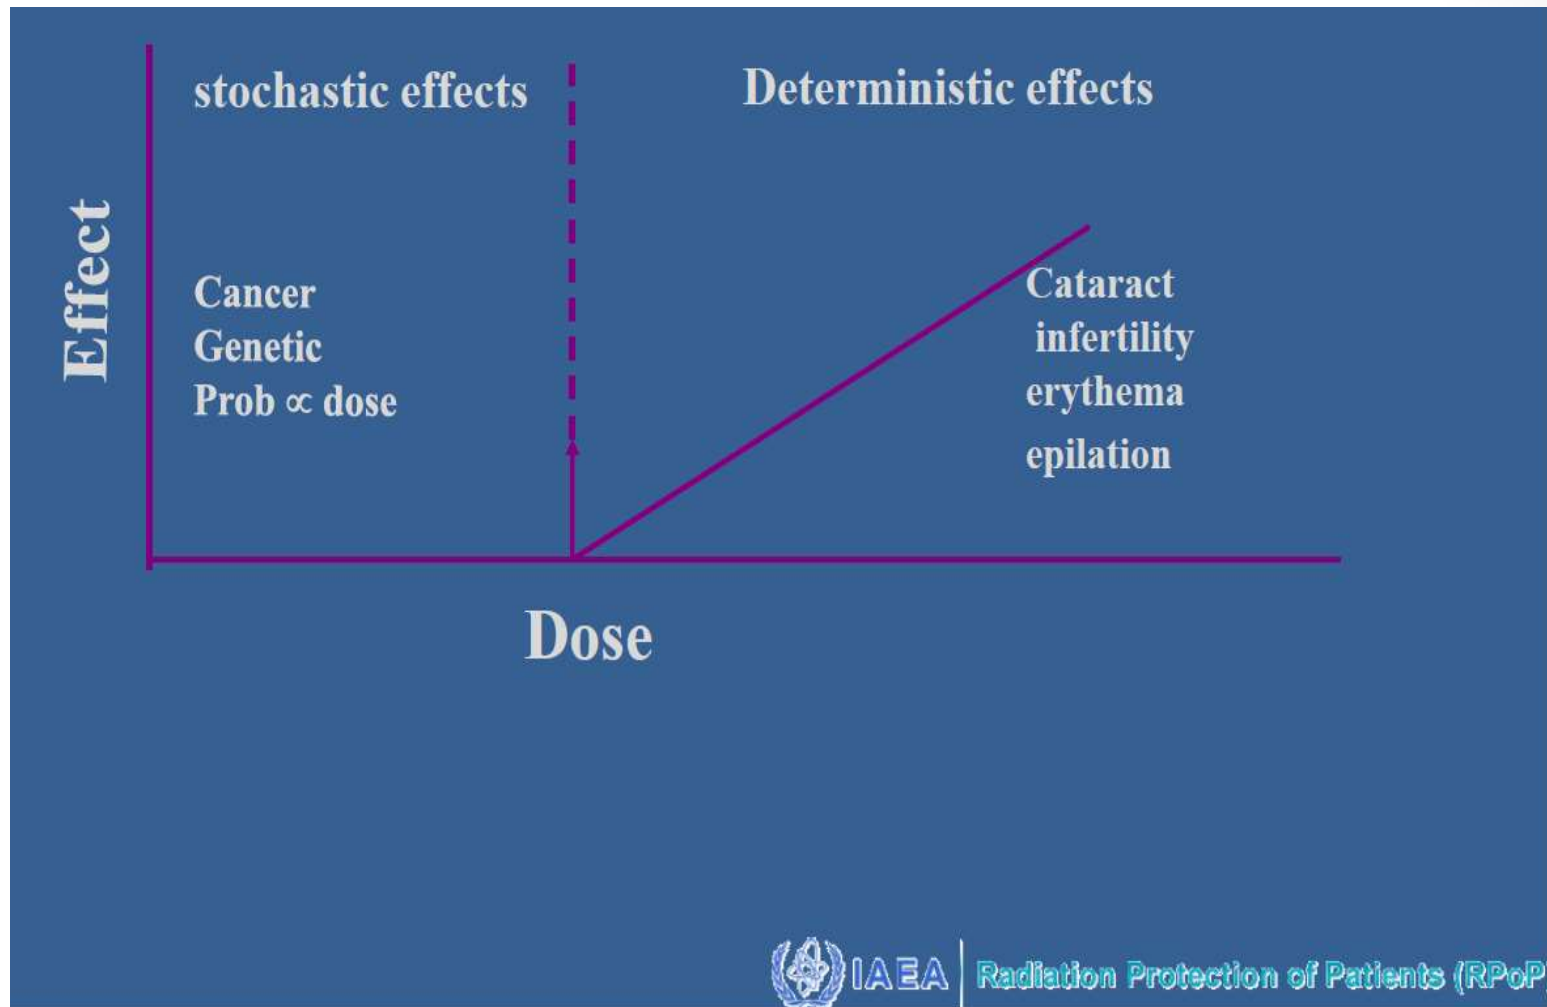 stochastic effects
Deterministic effects
Effect
Cancer
Genetic
Prob ∝ dose
Cataract
infertility
erythema
epilation
Dose
IAEA
Radiation Protection of Patients (RPoP)